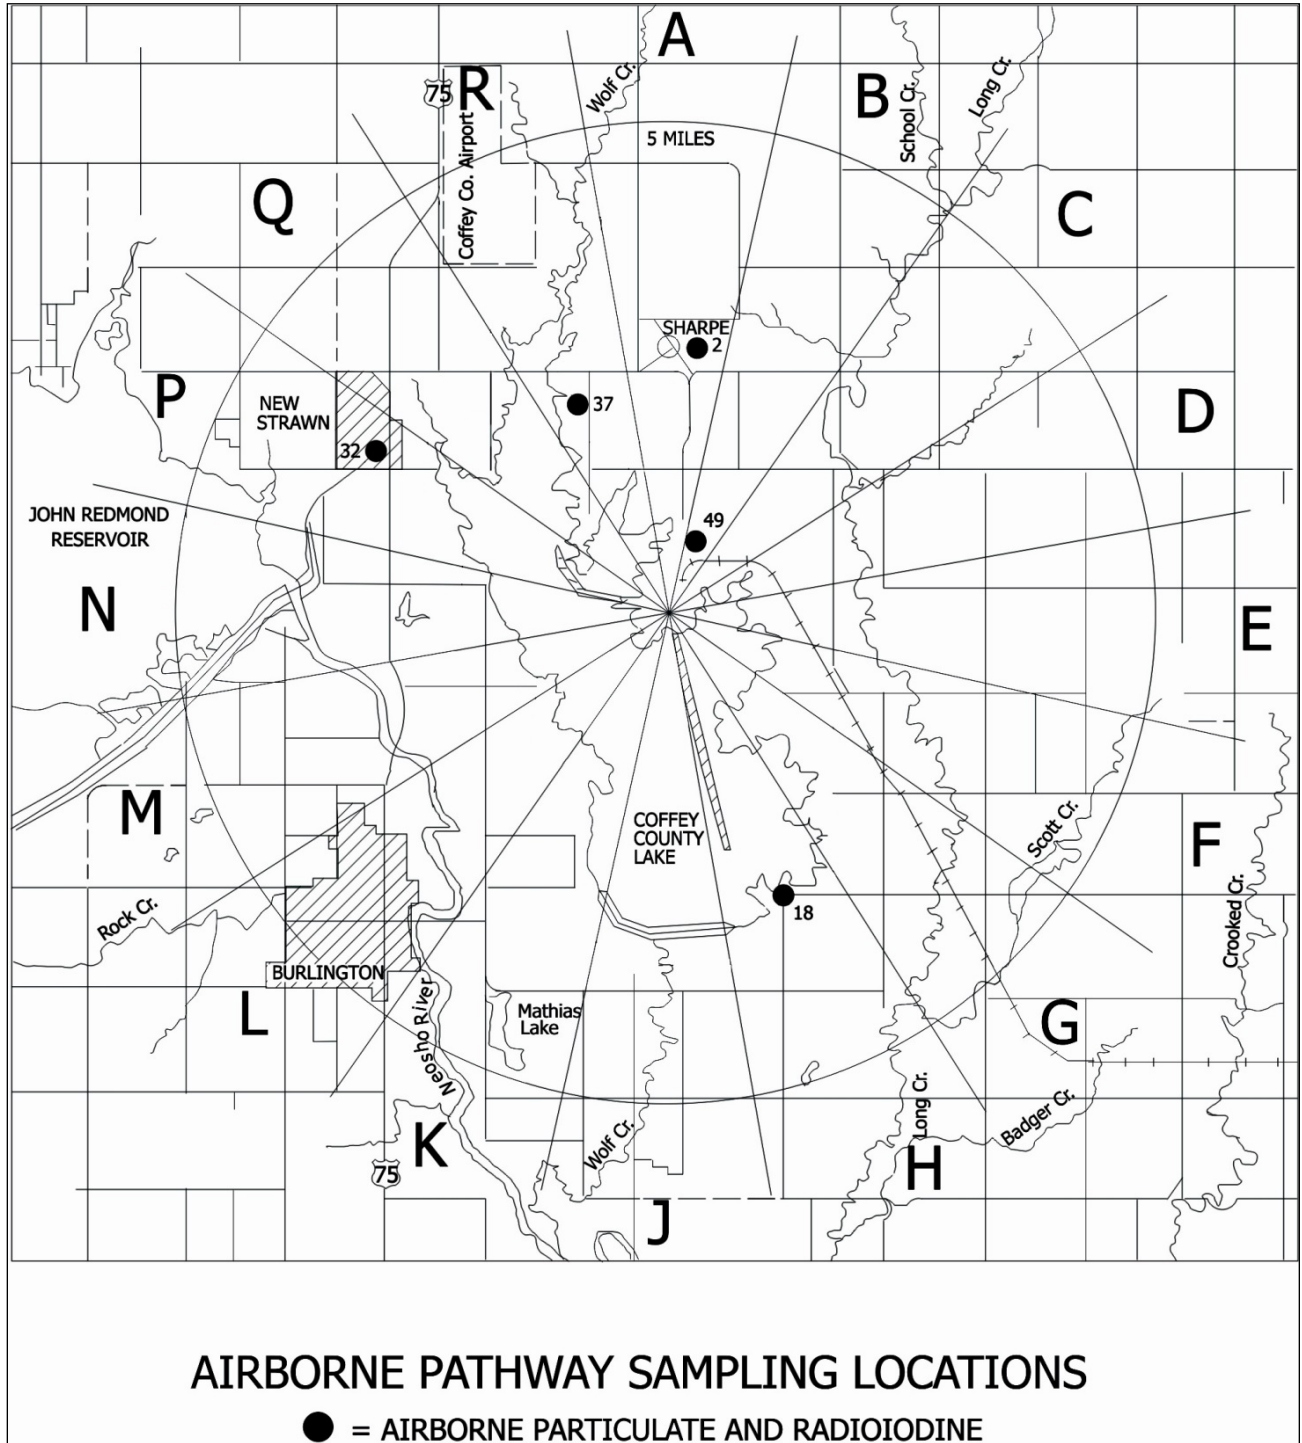 A
Wolf Cr.
R
75
Coffey Co. Airport
B
School Cr.
Long Cr.
5 MILES
Q
C
SHARPE
2
P
NEW
STRAWN
37
D
32
JOHN REDMOND
RESERVOIR
49
N
E
M
COFFEY
COUNTY
LAKE
Scott Cr.
F
Rock Cr.
18
Crooked Cr.
BURLINGTON
L
Neosho River
Mathias
Lake
G
Long Cr.
Badger Cr.
K
Wolf Cr.
H
75
J
AIRBORNE PATHWAY SAMPLING LOCATIONS
= AIRBORNE PARTICULATE AND RADIOIODINE